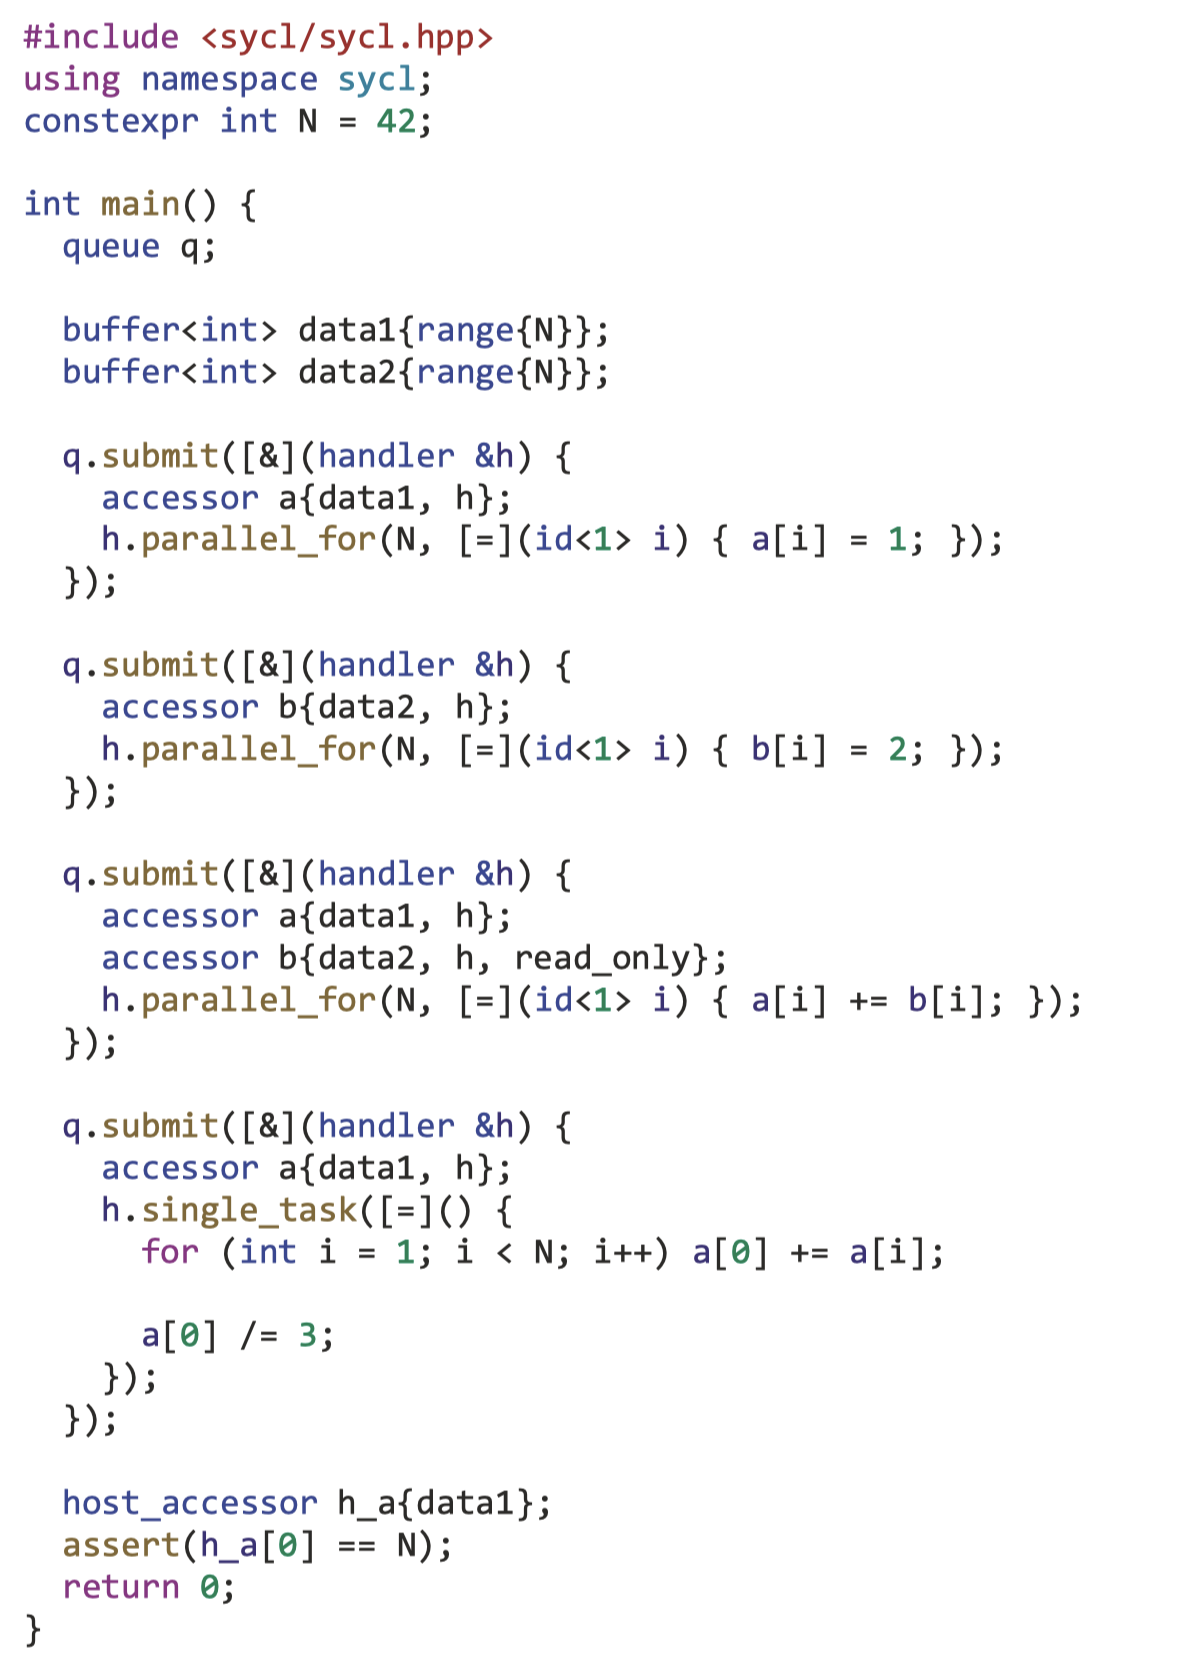 #include <sycl/sycl.hpp>
using namespace sycl;
constexpr int N = 42;

int main() {
  queue q;

  buffer<int> data1{range{N}};
  buffer<int> data2{range{N}};

  q.submit([&](handler &h) {
    accessor a{data1, h};
    h.parallel_for(N, [=](id<1> i) { a[i] = 1; });
  });

  q.submit([&](handler &h) {
    accessor b{data2, h};
    h.parallel_for(N, [=](id<1> i) { b[i] = 2; });
  });

  q.submit([&](handler &h) {
    accessor a{data1, h};
    accessor b{data2, h, read_only};
    h.parallel_for(N, [=](id<1> i) { a[i] += b[i]; });
  });

  q.submit([&](handler &h) {
    accessor a{data1, h};
    h.single_task([=]() {
      for (int i = 1; i < N; i++) a[0] += a[i];

      a[0] /= 3;
    });
  });

  host_accessor h_a{data1};
  assert(h_a[0] == N);
  return 0;
}